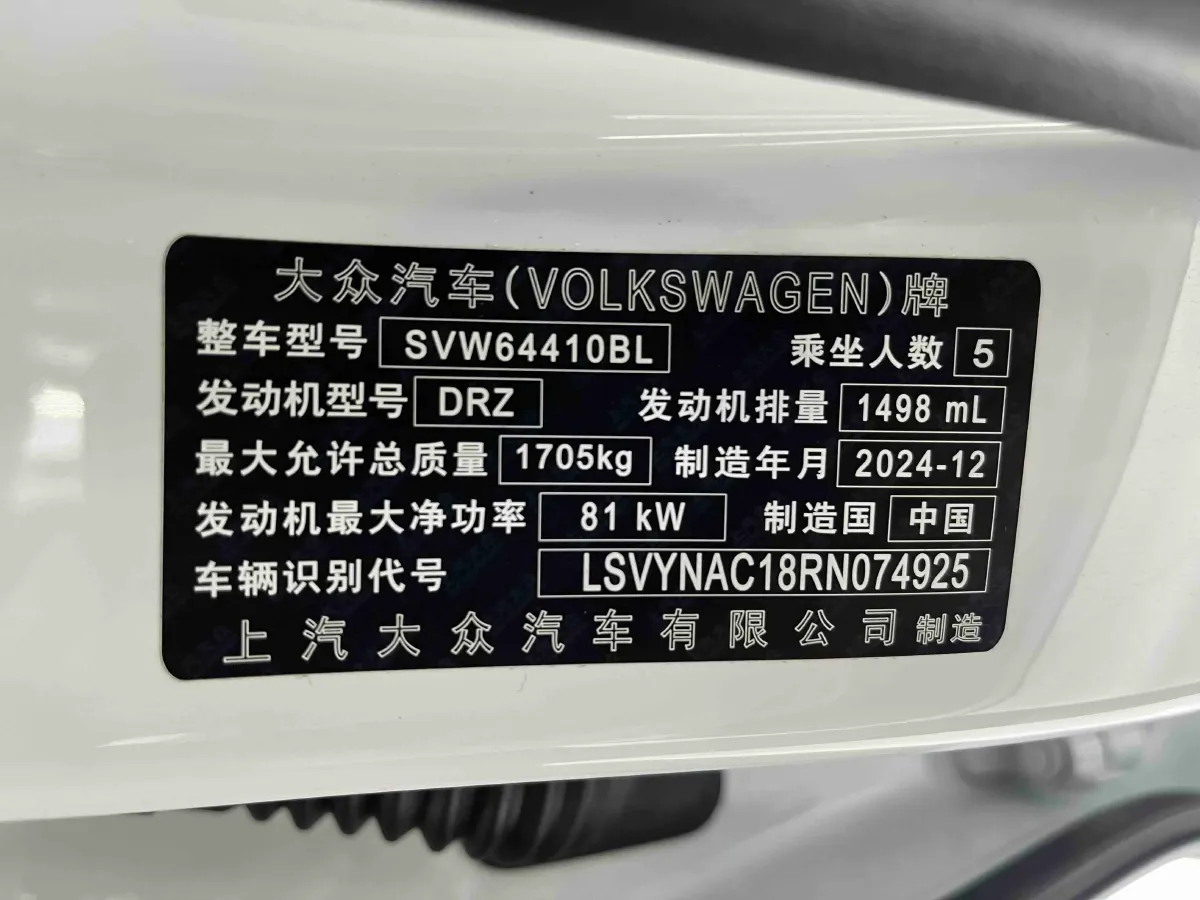 大众汽车(VOLKSWAGEN)牌
整车型号 SVW64410BL 乘坐人数 5
发动机型号 DRZ 发动机排量 1498 mL
最大允许总质量 1705kg 制造年月 2024-12
发动机最大净功率 81 kW 制造国 中国
车辆识别代号 LSVYNAC18RN074925
上汽大众汽车有限公司 制造